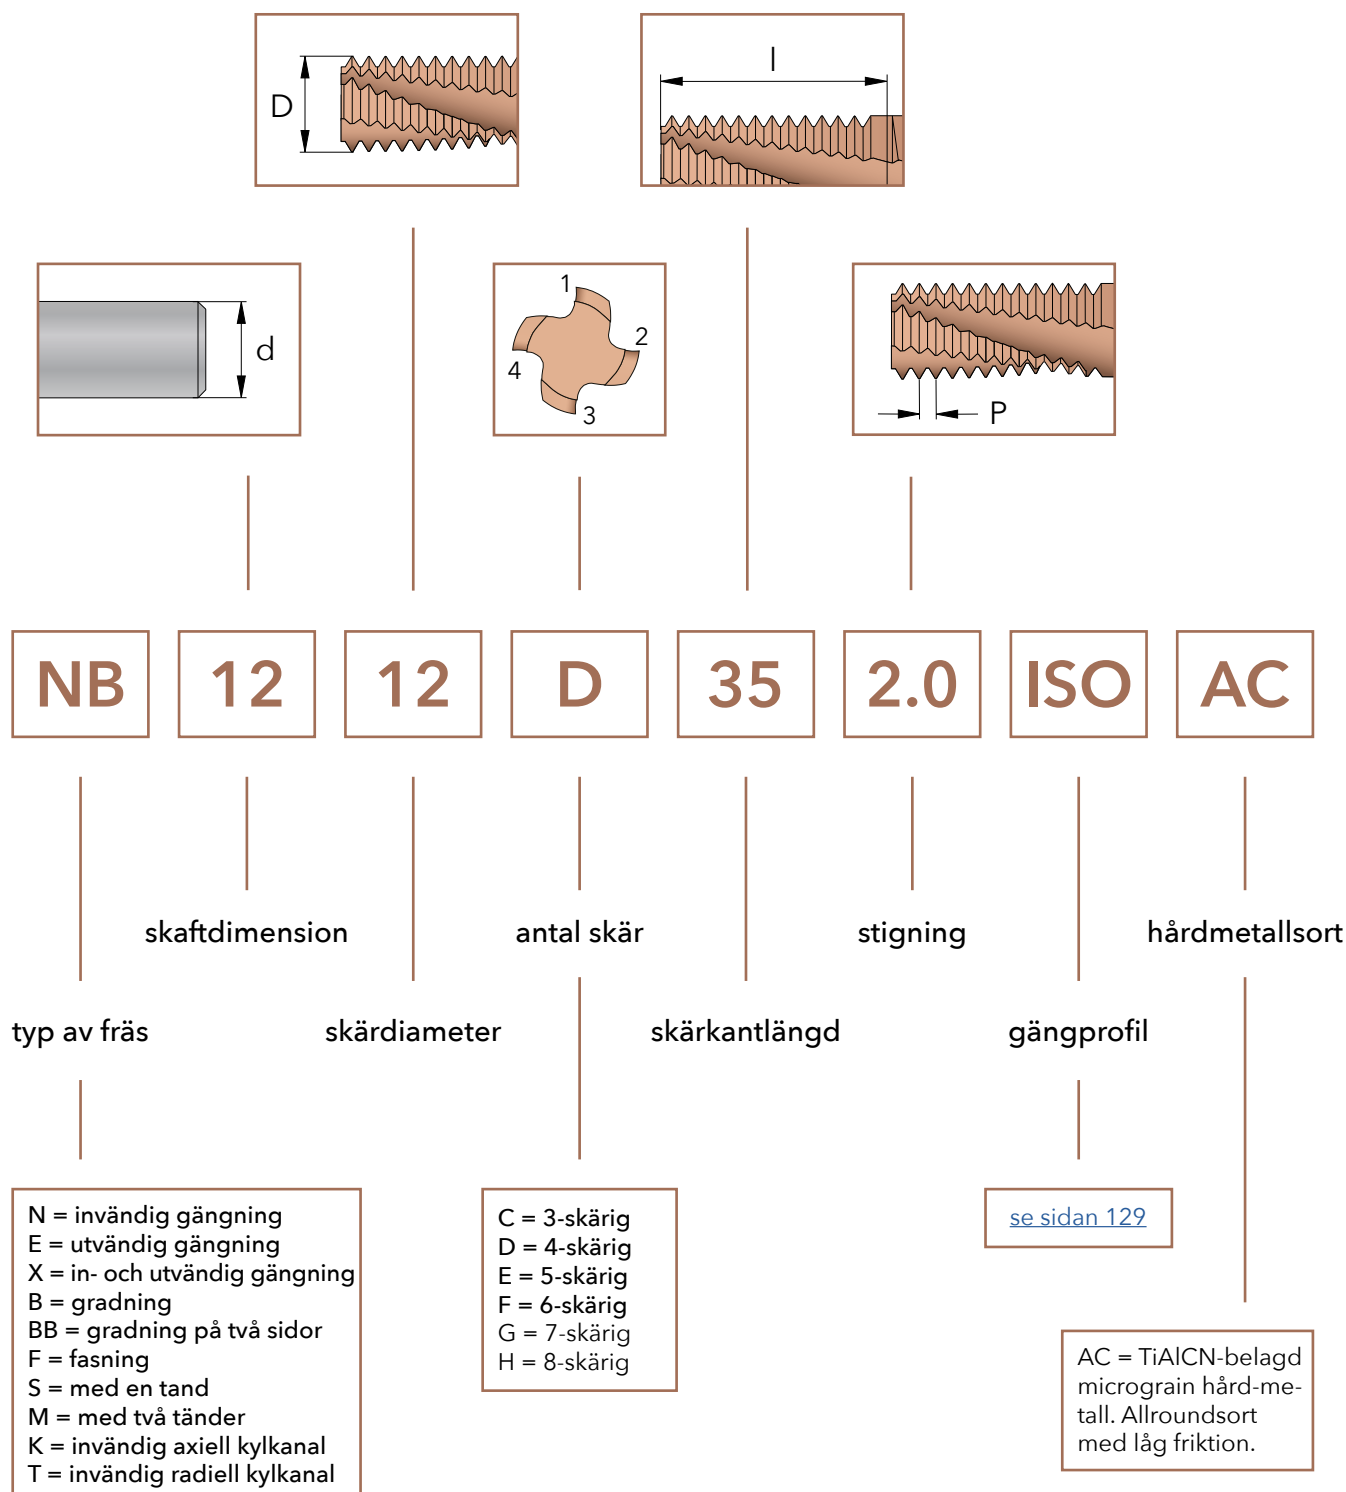 D
l
d
1
2
3
4
P
NB 12 12 D 35 2.0 ISO AC
skaftdimension
antal skär
stigning
hårdmetallsort
typ av fräs
skärdiameter
skärkantlängd
gängprofil
N = invändig gängning
E = utvändig gängning
X = in- och utvändig gängning
B = gradning
BB = gradning på två sidor
F = fasning
S = med en tand
M = med två tänder
K = invändig axiell kylkanal
T = invändig radiell kylkanal
C = 3-skärig
D = 4-skärig
E = 5-skärig
F = 6-skärig
G = 7-skärig
H = 8-skärig
se sidan 129
AC = TiAlCN-belagd
micrograin hård-me-
tall. Allroundsort
med låg friktion.